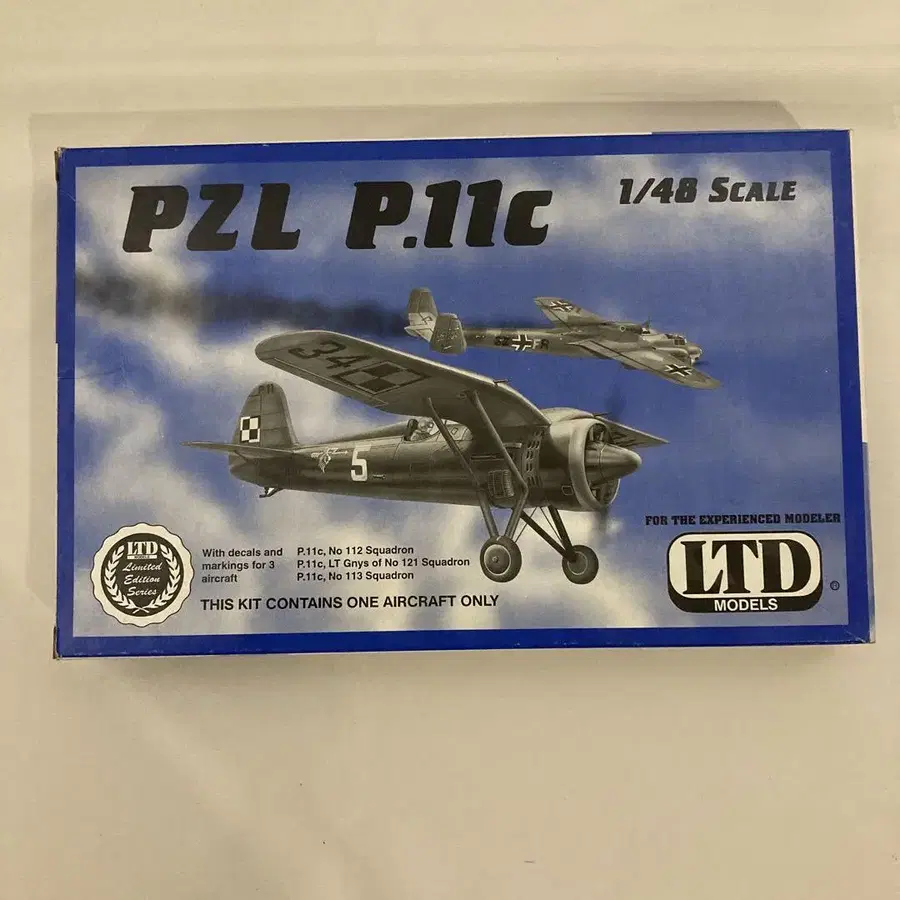 PZL P.11c
1/48 SCALE
34
5
FOR THE EXPERIENCED MODELER
LTD
MODELS
LTD
MODELS
Limited
Edition
Series
With decals and
markings for 3
aircraft
P.11c, No 112 Squadron
P.11c, LT Gnys of No 121 Squadron
P.11c, No 113 Squadron
THIS KIT CONTAINS ONE AIRCRAFT ONLY